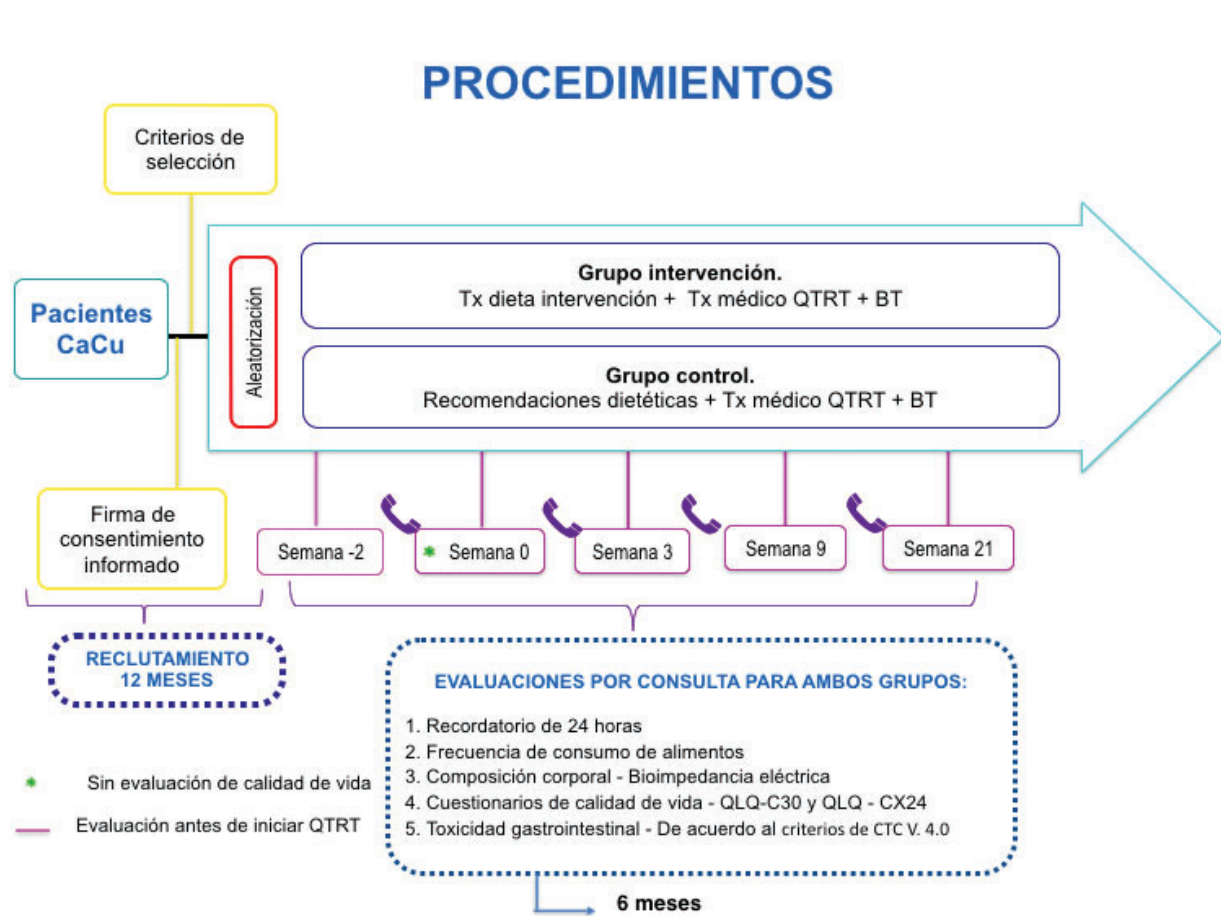 PROCEDIMIENTOS
Criterios de
selección
Pacientes
CaCu
Aleatorización
Grupo intervención.
Tx dieta intervención + Tx médico QTRT + BT
Grupo control.
Recomendaciones dietéticas + Tx médico QTRT + BT
Firma de
consentimiento
informado
Semana -2
* Semana 0
Semana 3
Semana 9
Semana 21
RECLUTAMIENTO
12 MESES
EVALUACIONES POR CONSULTA PARA AMBOS GRUPOS:
1. Recordatorio de 24 horas
2. Frecuencia de consumo de alimentos
3. Composición corporal - Bioimpedancia eléctrica
4. Cuestionarios de calidad de vida - QLQ-C30 y QLQ - CX24
5. Toxicidad gastrointestinal - De acuerdo al criterios de CTC V. 4.0
* Sin evaluación de calidad de vida
Evaluación antes de iniciar QTRT
6 meses